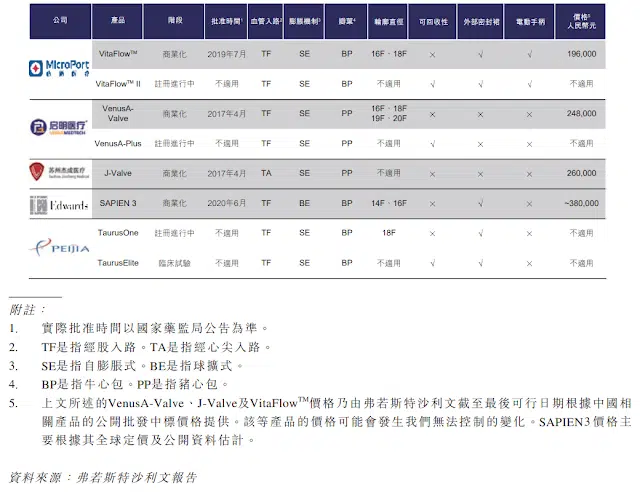 公司 產品 階段 批准時間¹ 血管入路² 膨脹機制³ 瓣葉⁴ 輪廓直徑 可回收性 外部密封裙 電動手柄 價格⁵ 人民幣元
MicroPort VitaFlow™ 商業化 2019年7月 TF SE BP 16F、18F × √ √ 196,000
VitaFlow™ II 註冊進行中 不適用 TF SE BP 不適用 √ √ √ 不適用
启明医疗 VENUS MEDTECH VenusA-Valve 商業化 2017年4月 TF SE PP 16F、18F 19F、20F × × × 248,000
VenusA-Plus 註冊進行中 不適用 TF SE PP 不適用 √ × × 不適用
苏州杰成医疗 J-Valve 商業化 2017年4月 TA SE PP 不適用 × × × 260,000
Edwards SAPIEN 3 商業化 2020年6月 TF BE BP 14F、16F × √ × ~380,000
PEIJIA TaurusOne 註冊進行中 不適用 TF SE BP 18F × √ × 不適用
TaurusElite 臨床試驗 不適用 TF SE BP 不適用 √ √ × 不適用
附註：
1. 實際批准時間以國家藥監局公告為準。
2. TF是指經股入路。TA是指經心尖入路。
3. SE是指自膨脹式。BE是指球擴式。
4. BP是指牛心包。PP是指豬心包。
5. 上文所述的VenusA-Valve、J-Valve及VitaFlow™價格乃由弗若斯特沙利文截至最後可行日期根據中國相
關產品的公開批發中標價格提供。該等產品的價格可能會發生我們無法控制的變化。SAPIEN3價格主
要根據其全球定價及公開資料估計。
資料來源：弗若斯特沙利文報告